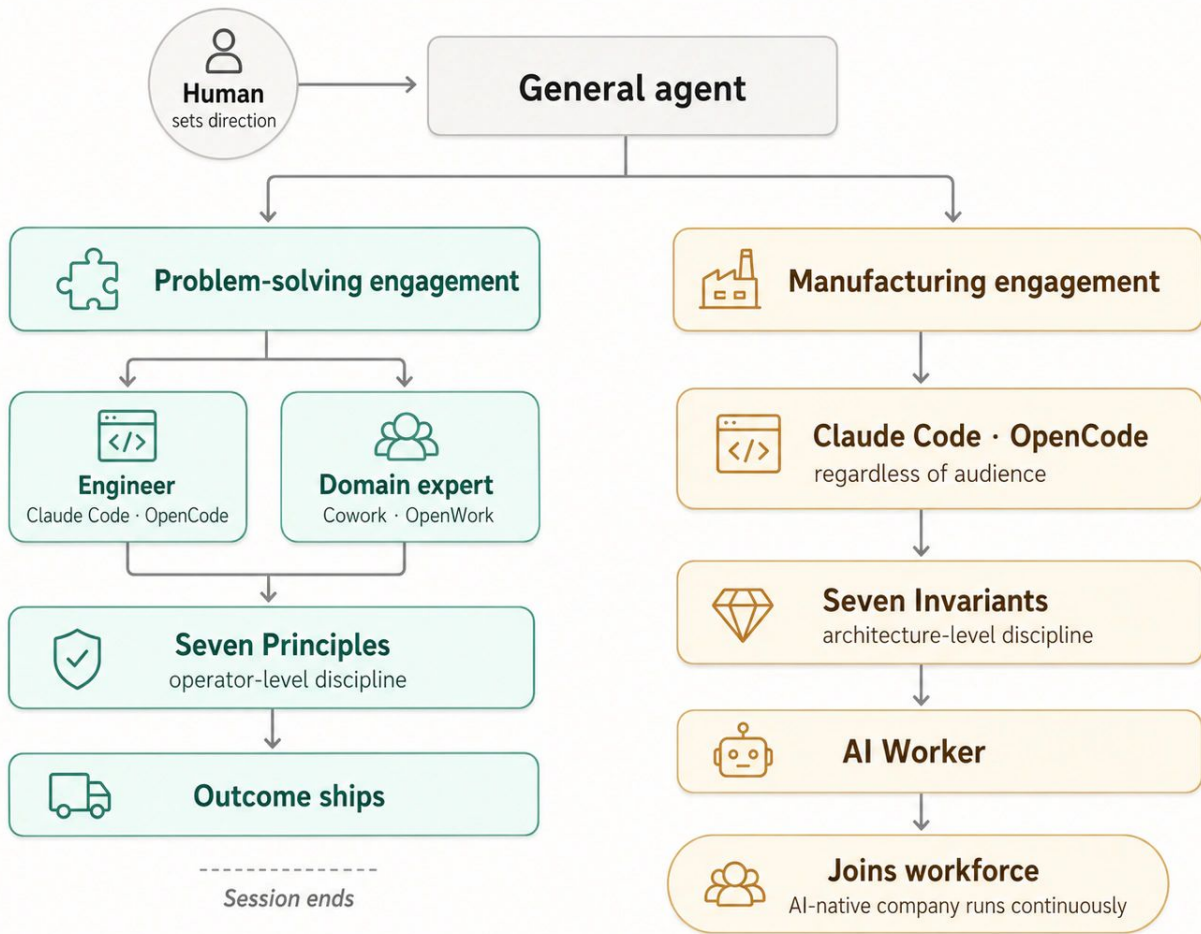 Human
sets direction
General agent
Problem-solving engagement
Manufacturing engagement
Engineer
Claude Code · OpenCode
Domain expert
Cowork · OpenWork
Claude Code · OpenCode
regardless of audience
Seven Principles
operator-level discipline
Seven Invariants
architecture-level discipline
Outcome ships
AI Worker
Session ends
Joins workforce
AI-native company runs continuously